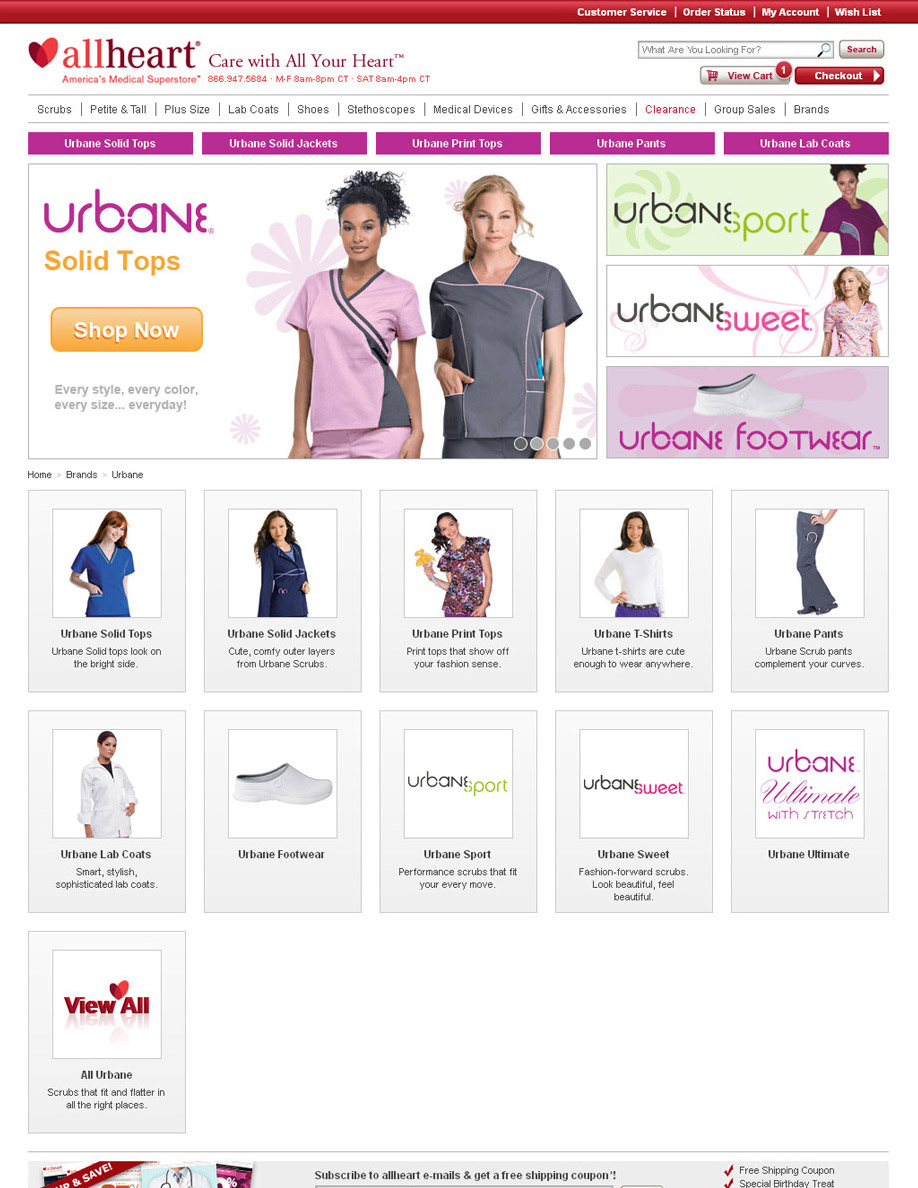 Customer Service | Order Status | My Account | Wish List
allheart® Care with All Your Heart™
America's Medical Superstore™ 866.947.5684 · M-F 8am-8pm CT · SAT 8am-4pm CT
What Are You Looking For? Search
View Cart 1 Checkout
Scrubs | Petite & Tall | Plus Size | Lab Coats | Shoes | Stethoscopes | Medical Devices | Gifts & Accessories | Clearance | Group Sales | Brands
Urbane Solid Tops Urbane Solid Jackets Urbane Print Tops Urbane Pants Urbane Lab Coats
urbane®
Solid Tops
Shop Now
Every style, every color,
every size... everyday!
urbane sport
urbane sweet
urbane footwear™
Home > Brands > Urbane
Urbane Solid Tops
Urbane Solid tops look on
the bright side.
Urbane Solid Jackets
Cute, comfy outer layers
from Urbane Scrubs.
Urbane Print Tops
Print tops that show off
your fashion sense.
Urbane T-Shirts
Urbane t-shirts are cute
enough to wear anywhere.
Urbane Pants
Urbane Scrub pants
complement your curves.
Urbane Lab Coats
Smart, stylish,
sophisticated lab coats.
Urbane Footwear
urbane sport
Urbane Sport
Performance scrubs that fit
your every move.
urbane sweet
Urbane Sweet
Fashion-forward scrubs.
Look beautiful, feel
beautiful.
urbane
Ultimate
with stretch
Urbane Ultimate
View All
All Urbane
Scrubs that fit and flatter in
all the right places.
& SAVE!
Subscribe to allheart e-mails & get a free shipping coupon*!
Free Shipping Coupon
Special Birthday Treat